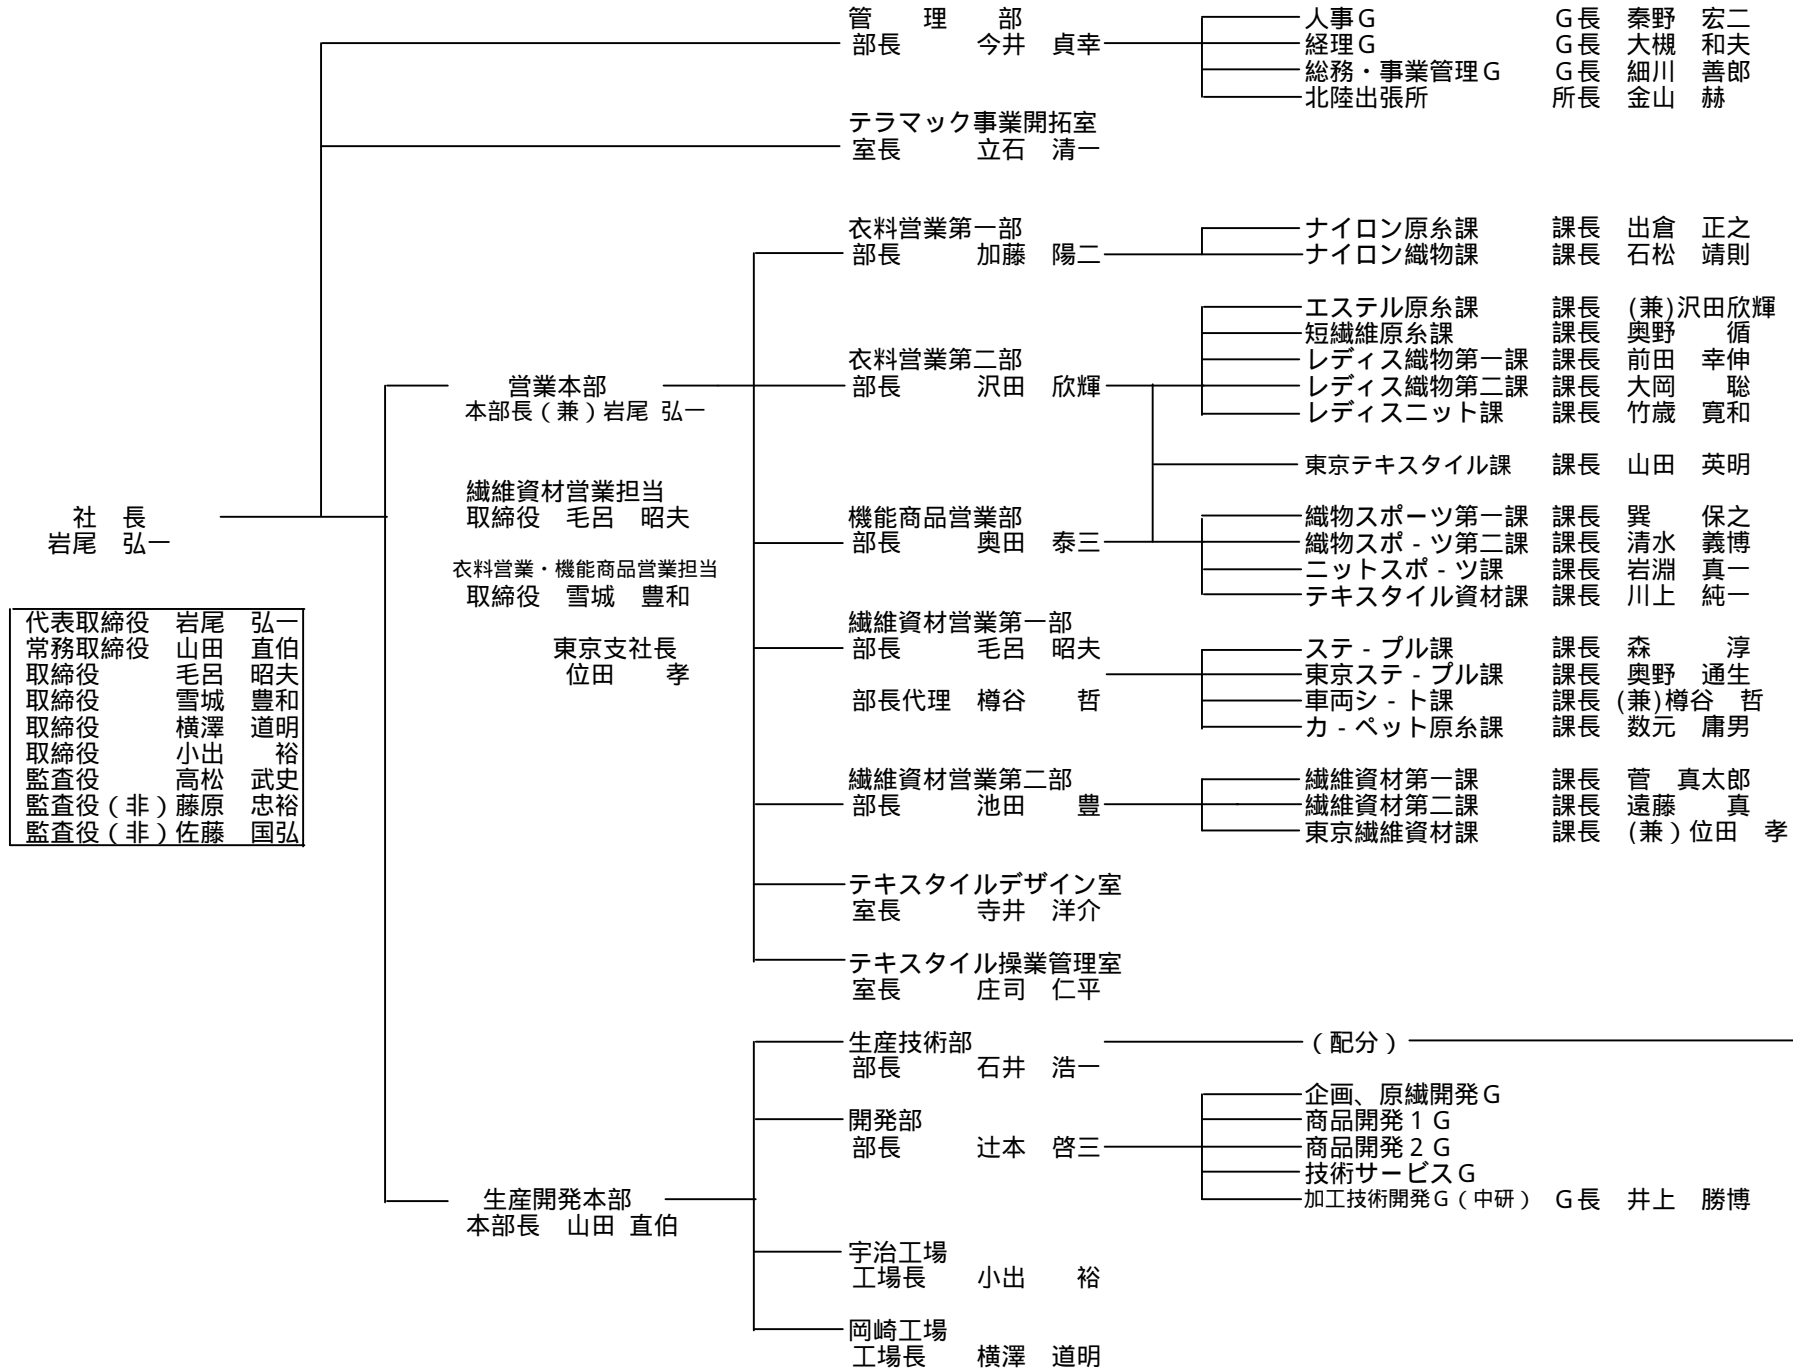 社　長
岩尾　弘一
代表取締役　岩尾　弘一
常務取締役　山田　直伯
取締役　毛呂　昭夫
取締役　雪城　豊和
取締役　横澤　道明
取締役　小出　裕
監査役　高松　武史
監査役（非）藤原　忠裕
監査役（非）佐藤　国弘
営業本部
本部長（兼）岩尾 弘一
繊維資材営業担当
取締役　毛呂　昭夫
衣料営業・機能商品営業担当
取締役　雪城　豊和
東京支社長
位田　孝
生産開発本部
本部長　山田 直伯
管　理　部
部長　今井　貞幸
人事Ｇ　Ｇ長　秦野　宏二
経理Ｇ　Ｇ長　大槻　和夫
総務・事業管理Ｇ　Ｇ長　細川　善郎
北陸出張所　所長　金山　赫
テラマック事業開拓室
室長　立石　清一
衣料営業第一部
部長　加藤　陽二
ナイロン原糸課　課長　出倉　正之
ナイロン織物課　課長　石松　靖則
衣料営業第二部
部長　沢田　欣輝
エステル原糸課　課長　(兼)沢田欣輝
短繊維原糸課　課長　奥野　循
レディス織物第一課　課長　前田　幸伸
レディス織物第二課　課長　大岡　聡
レディスニット課　課長　竹歳　寛和
東京テキスタイル課　課長　山田　英明
機能商品営業部
部長　奥田　泰三
織物スポーツ第一課　課長　巽　保之
織物スポ‐ツ第二課　課長　清水　義博
ニットスポ‐ツ課　課長　岩淵　真一
テキスタイル資材課　課長　川上　純一
繊維資材営業第一部
部長　毛呂　昭夫
部長代理　樽谷　哲
ステ‐プル課　課長　森　淳
東京ステ‐プル課　課長　奥野　通生
車両シ‐ト課　課長　(兼)樽谷　哲
カ‐ペット原糸課　課長　数元　庸男
繊維資材営業第二部
部長　池田　豊
繊維資材第一課　課長　菅　真太郎
繊維資材第二課　課長　遠藤　真
東京繊維資材課　課長　(兼）位田　孝
テキスタイルデザイン室
室長　寺井　洋介
テキスタイル操業管理室
室長　庄司　仁平
生産技術部
部長　石井　浩一
（配分）
開発部
部長　辻本　啓三
企画、原繊開発Ｇ
商品開発１Ｇ
商品開発２Ｇ
技術サービスＧ
加工技術開発Ｇ（中研）　Ｇ長　井上　勝博
宇治工場
工場長　小出　裕
岡崎工場
工場長　横澤　道明